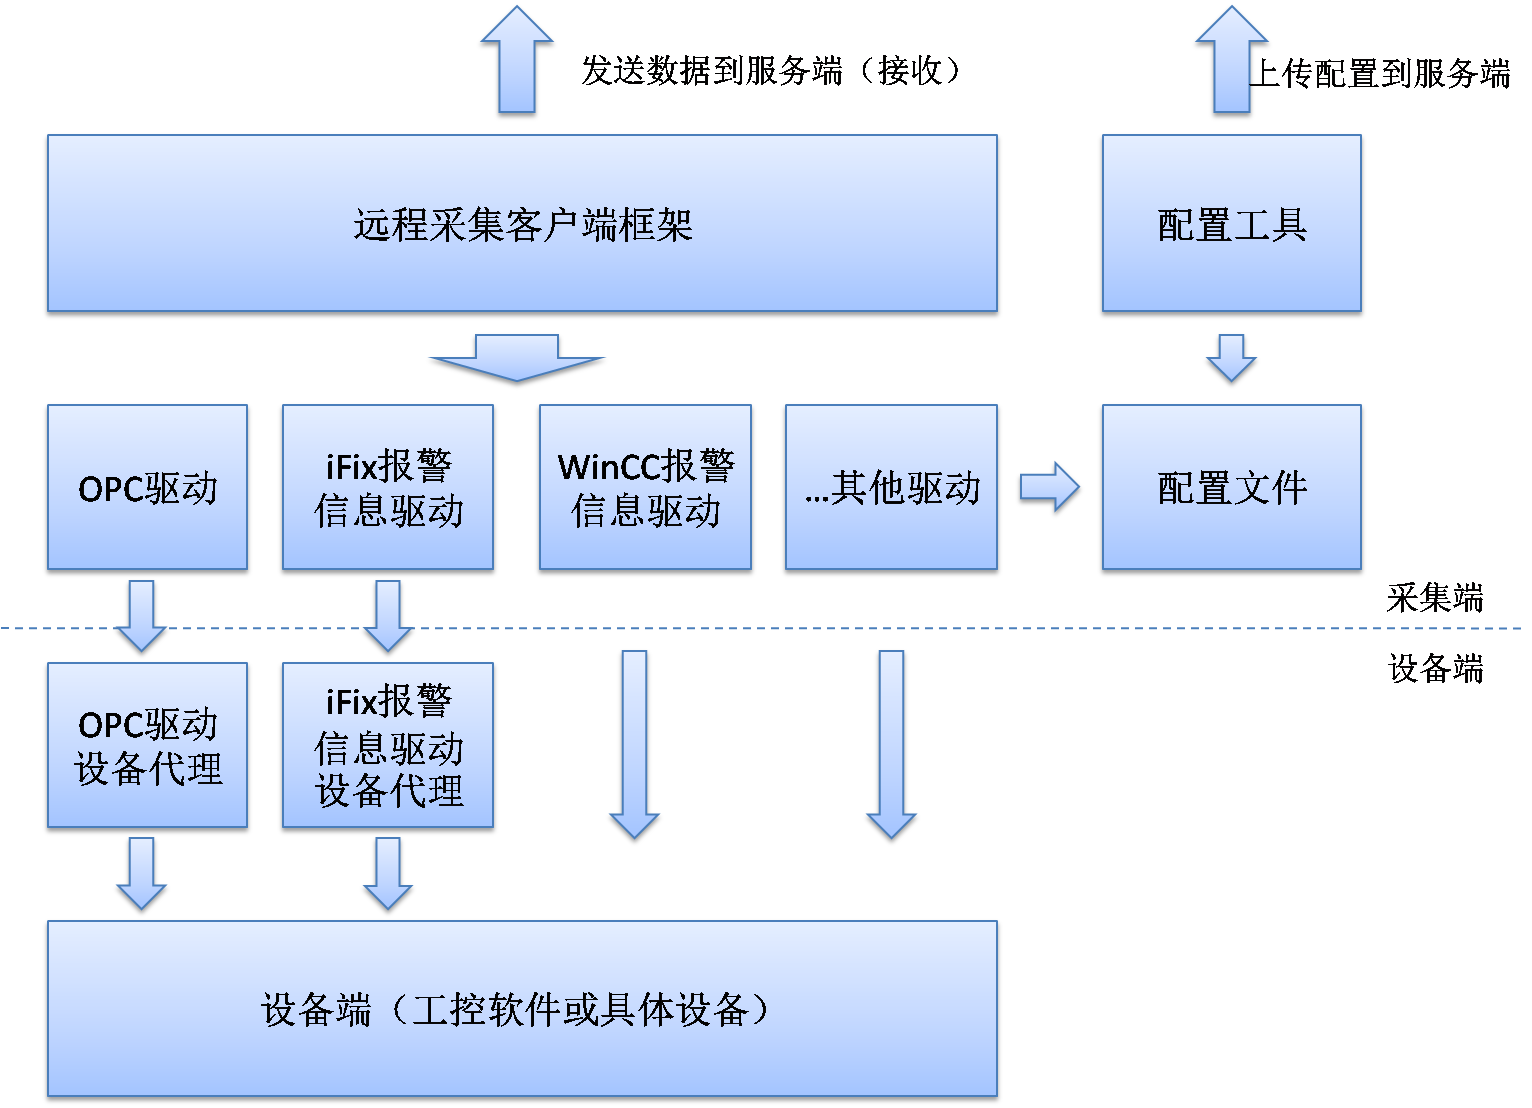 发送数据到服务端（接收）
上传配置到服务端
远程采集客户端框架
配置工具
OPC驱动
iFix报警
信息驱动
WinCC报警
信息驱动
...其他驱动
配置文件
采集端
设备端
OPC驱动
设备代理
iFix报警
信息驱动
设备代理
设备端（工控软件或具体设备）